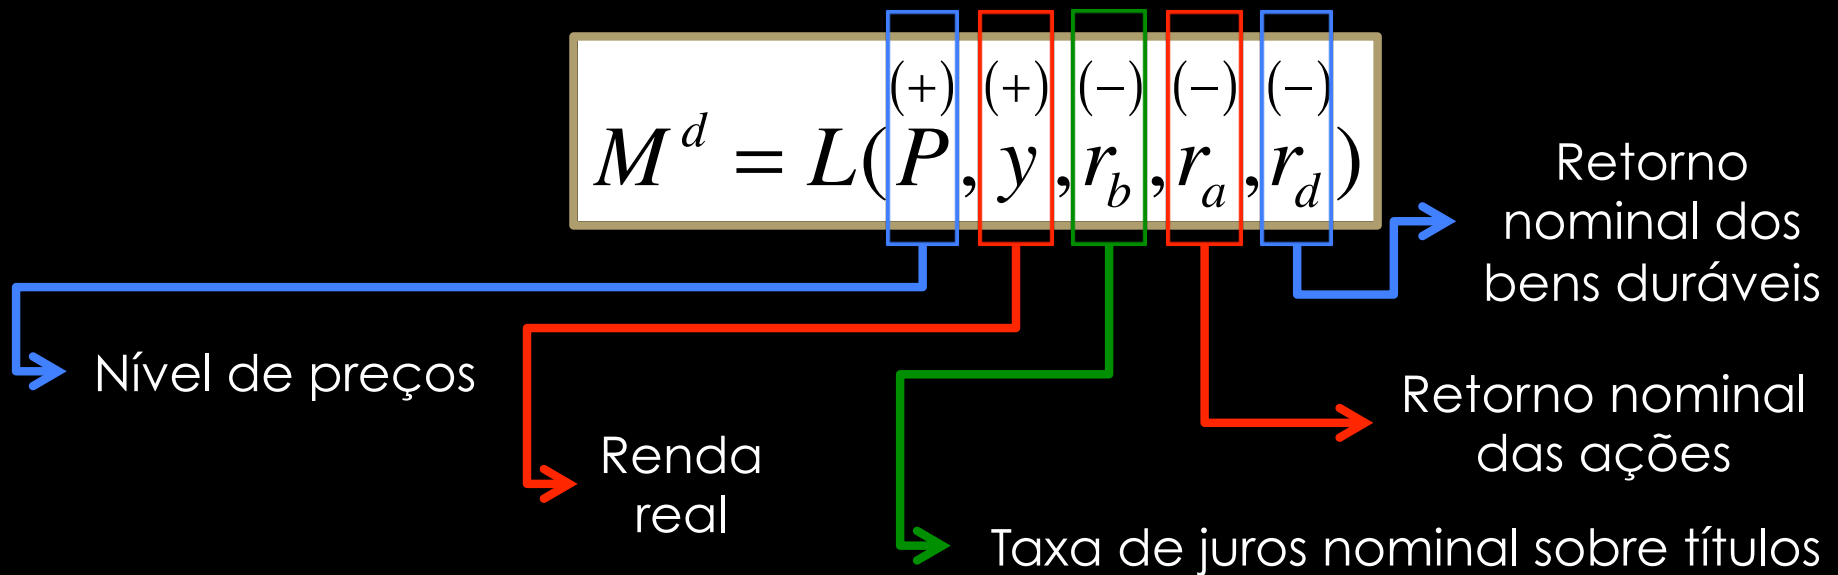 (+) (+) (−) (−) (−)
M^d = L(P, y, r_b, r_a, r_d)
Retorno
nominal dos
bens duráveis
Nível de preços
Retorno nominal
das ações
Renda
real
Taxa de juros nominal sobre títulos